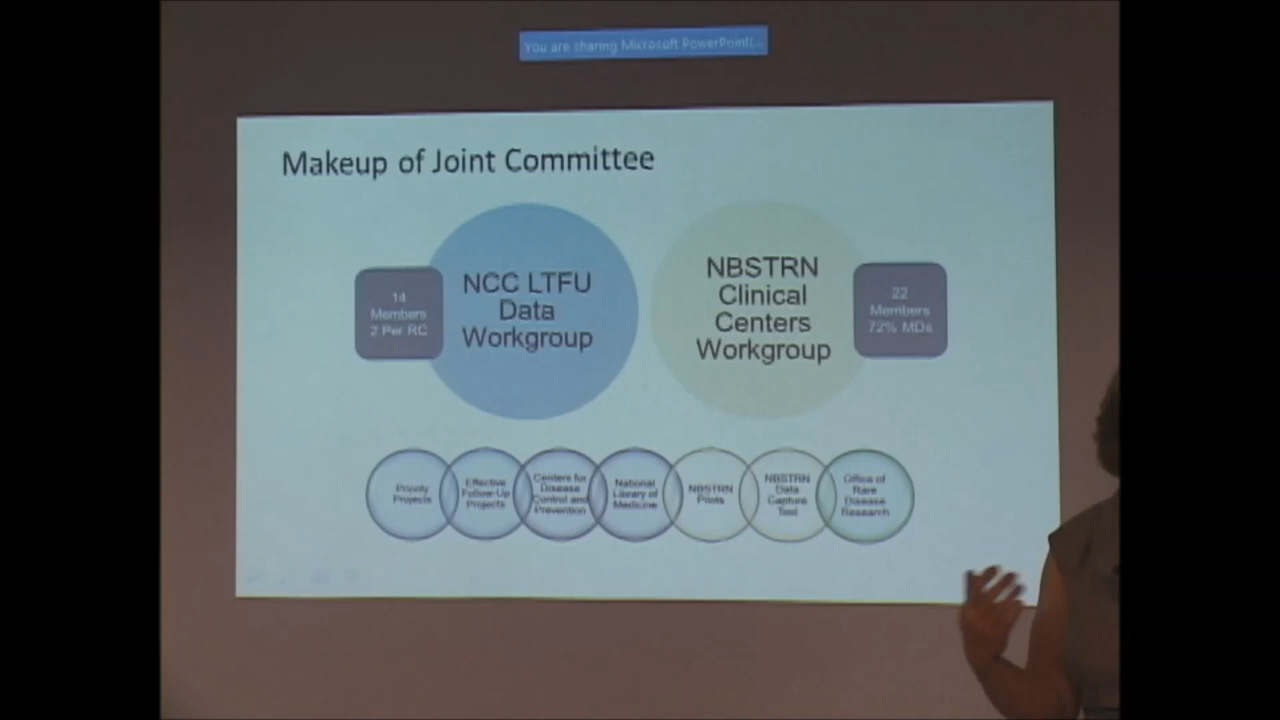 You are sharing Microsoft PowerPoint(...
Makeup of Joint Committee
14
Members
2 Per RC
NCC LTFU
Data
Workgroup
NBSTRN
Clinical
Centers
Workgroup
22
Members
72% MDs
Priority
Projects
Effective
Follow-Up
Projects
Centers for
Disease
Control and
Prevention
National
Library of
Medicine
NBSTRN
Pilots
NBSTRN
Data
Capture
Tool
Office of
Rare
Disease
Research